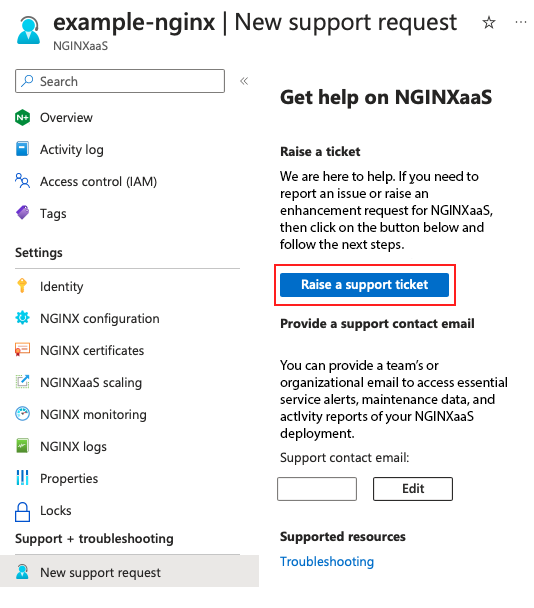 example-nginx | New support request
NGINXaaS
Search
Overview
Activity log
Access control (IAM)
Tags
Settings
Identity
NGINX configuration
NGINX certificates
NGINXaaS scaling
NGINX monitoring
NGINX logs
Properties
Locks
Support + troubleshooting
New support request
Get help on NGINXaaS
Raise a ticket
We are here to help. If you need to
report an issue or raise an
enhancement request for NGINXaaS,
then click on the button below and
follow the next steps.
Raise a support ticket
Provide a support contact email
You can provide a team's or
organizational email to access essential
service alerts, maintenance data, and
actIvity reports of your NGINXaaS
deployment.
Support contact email:
Edit
Supported resources
Troubleshooting